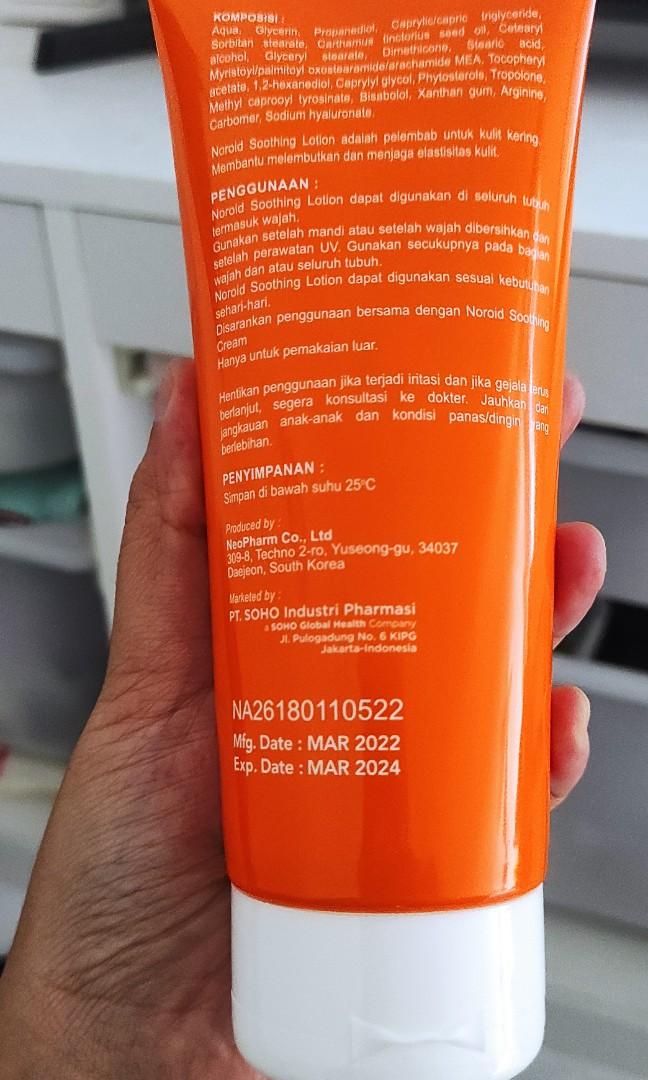 KOMPOSISI :
Aqua, Glycerin, Propanediol, Caprylic/capric triglyceride,
Sorbitan stearate, Carthamus tinctorius seed oil, Cetearyl
alcohol, Glyceryl stearate, Dimethicone, Stearic acid,
Myristoyl/palmitoyl oxostearamide/arachamide MEA, Tocopheryl
acetate, 1,2-hexanediol, Caprylyl glycol, Phytosterols, Tropolone,
Methyl caprooyl tyrosinate, Bisabolol, Xanthan gum, Arginine,
Carbomer, Sodium hyaluronate.
Noroid Soothing Lotion adalah pelembab untuk kulit kering.
Membantu melembutkan dan menjaga elastisitas kulit.
PENGGUNAAN :
Noroid Soothing Lotion dapat digunakan di seluruh tubuh
termasuk wajah.
Gunakan setelah mandi atau setelah wajah dibersihkan dan
setelah perawatan UV. Gunakan secukupnya pada bagian
wajah dan atau seluruh tubuh.
Noroid Soothing Lotion dapat digunakan sesuai kebutuhan
sehari-hari.
Disarankan penggunaan bersama dengan Noroid Soothing
Cream
Hanya untuk pemakaian luar.
Hentikan penggunaan jika terjadi iritasi dan jika gejala terus
berlanjut, segera konsultasi ke dokter. Jauhkan dari
jangkauan anak-anak dan kondisi panas/dingin yang
berlebihan.
PENYIMPANAN :
Simpan di bawah suhu 25°C
Produced by :
NeoPharm Co., Ltd
309-8, Techno 2-ro, Yuseong-gu, 34037
Daejeon, South Korea
Marketed by :
PT. SOHO Industri Pharmasi
a SOHO Global Health Company
Jl. Pulogadung No. 6 KIPG
Jakarta-Indonesia
NA26180110522
Mfg. Date : MAR 2022
Exp. Date : MAR 2024